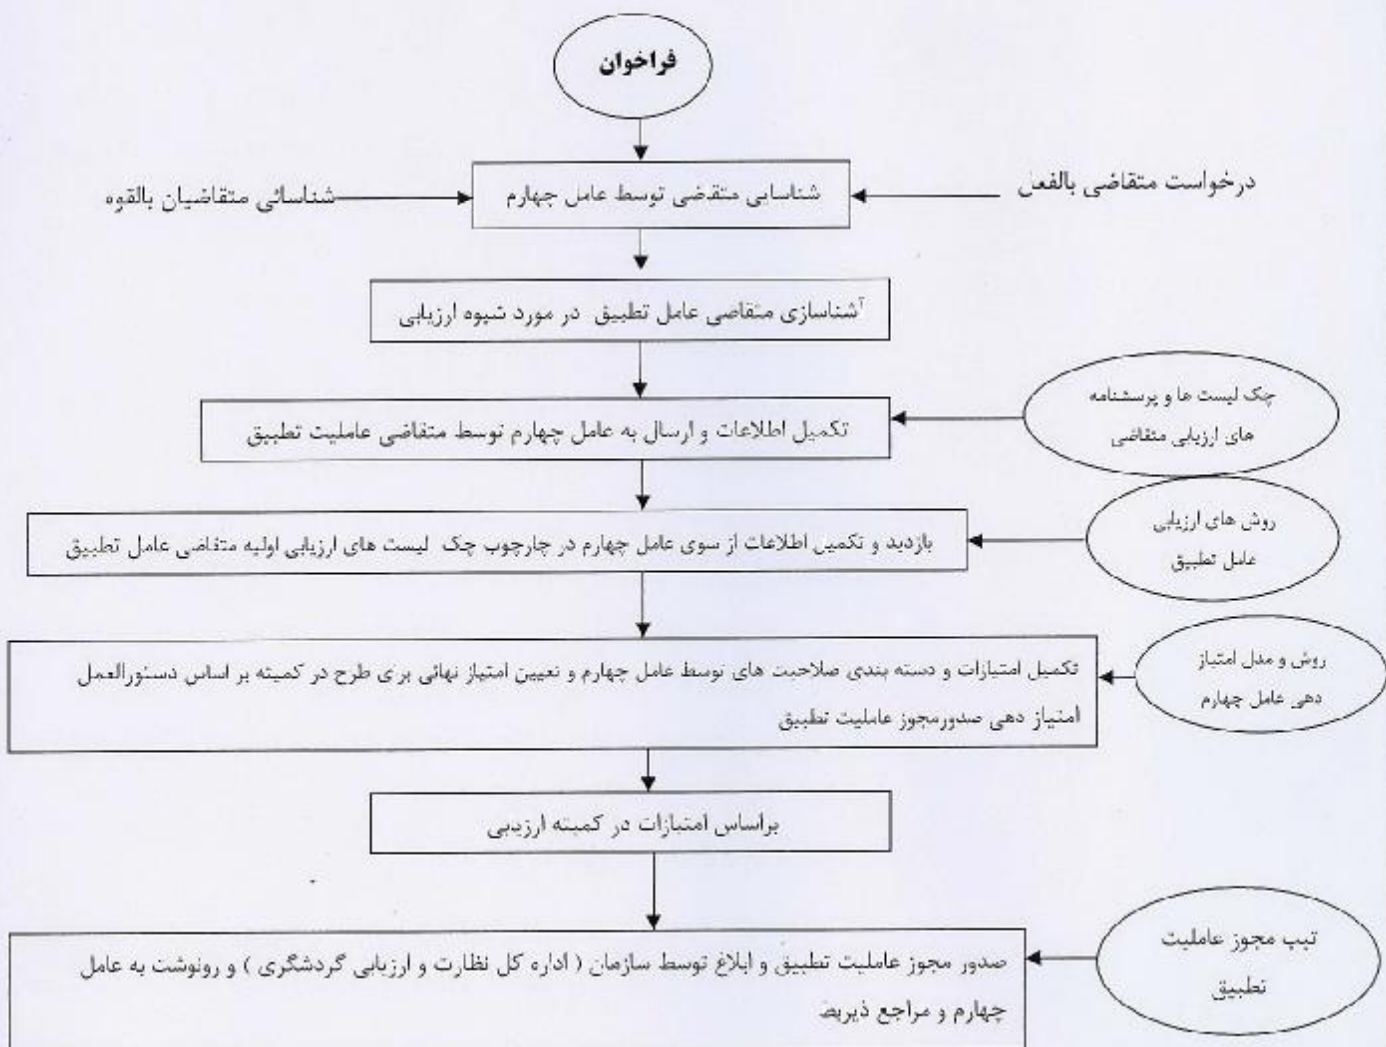 فراخوان
شناسایی متقاضی توسط عامل چهارم
درخواست متقاضی بالفعل
شناسائی متقاضیان بالقوه
آشناسازی متقاضی عامل تطبیق در مورد شیوه ارزیابی
چک لیست ها و پرسشنامه
های ارزیابی متقاضی
تکمیل اطلاعات و ارسال به عامل چهارم توسط متقاضی عاملیت تطبیق
روش های ارزیابی
عامل تطبیق
بازدید و تکمیل اطلاعات از سوی عامل چهارم در چارچوب چک لیست های ارزیابی اولیه متقاضی عامل تطبیق
روش و مدل امتیاز
دهی عامل چهارم
تکمیل امتیازات و دسته بندی صلاحیت های توسط عامل چهارم و تعیین امتیاز نهائی برای طرح در کمیته بر اساس دستورالعمل
امتیاز دهی صدورمجوز عاملیت تطبیق
براساس امتیازات در کمیته ارزیابی
تیپ مجوز عاملیت
تطبیق
صدور مجوز عاملیت تطبیق و ابلاغ توسط سازمان ( اداره کل نظارت و ارزیابی گردشگری ) و رونوشت به عامل
چهارم و مراجع ذیربط